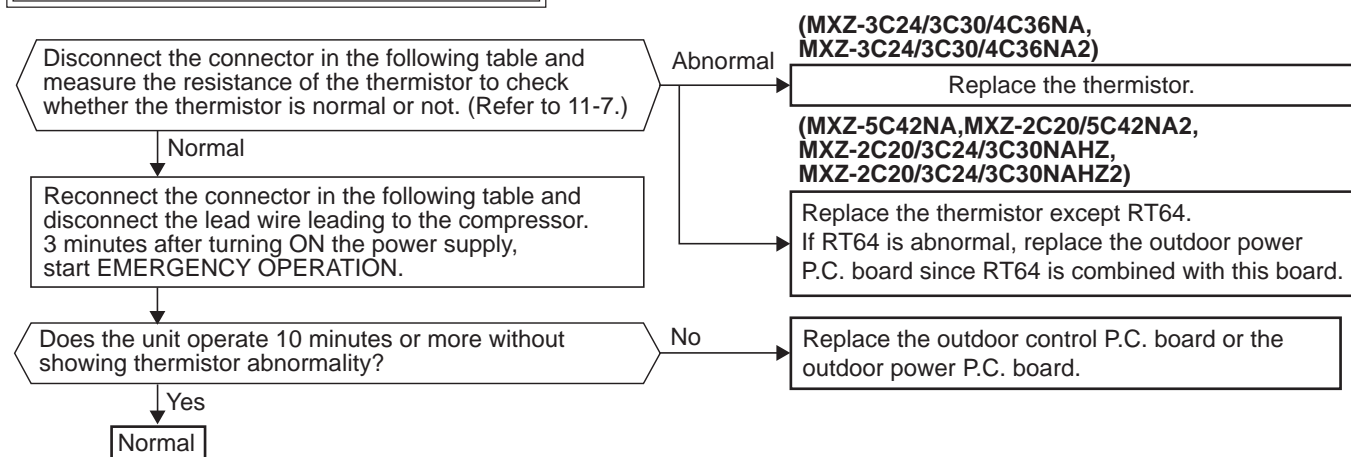 Disconnect the connector in the following table and
measure the resistance of the thermistor to check
whether the thermistor is normal or not. (Refer to 11-7.)
Abnormal
(MXZ-3C24/3C30/4C36NA,
MXZ-3C24/3C30/4C36NA2)
Replace the thermistor.
(MXZ-5C42NA,MXZ-2C20/5C42NA2,
MXZ-2C20/3C24/3C30NAHZ,
MXZ-2C20/3C24/3C30NAHZ2)
Replace the thermistor except RT64.
If RT64 is abnormal, replace the outdoor power
P.C. board since RT64 is combined with this board.
Normal
Reconnect the connector in the following table and
disconnect the lead wire leading to the compressor.
3 minutes after turning ON the power supply,
start EMERGENCY OPERATION.
Does the unit operate 10 minutes or more without
showing thermistor abnormality?
No
Replace the outdoor control P.C. board or the
outdoor power P.C. board.
Yes
Normal